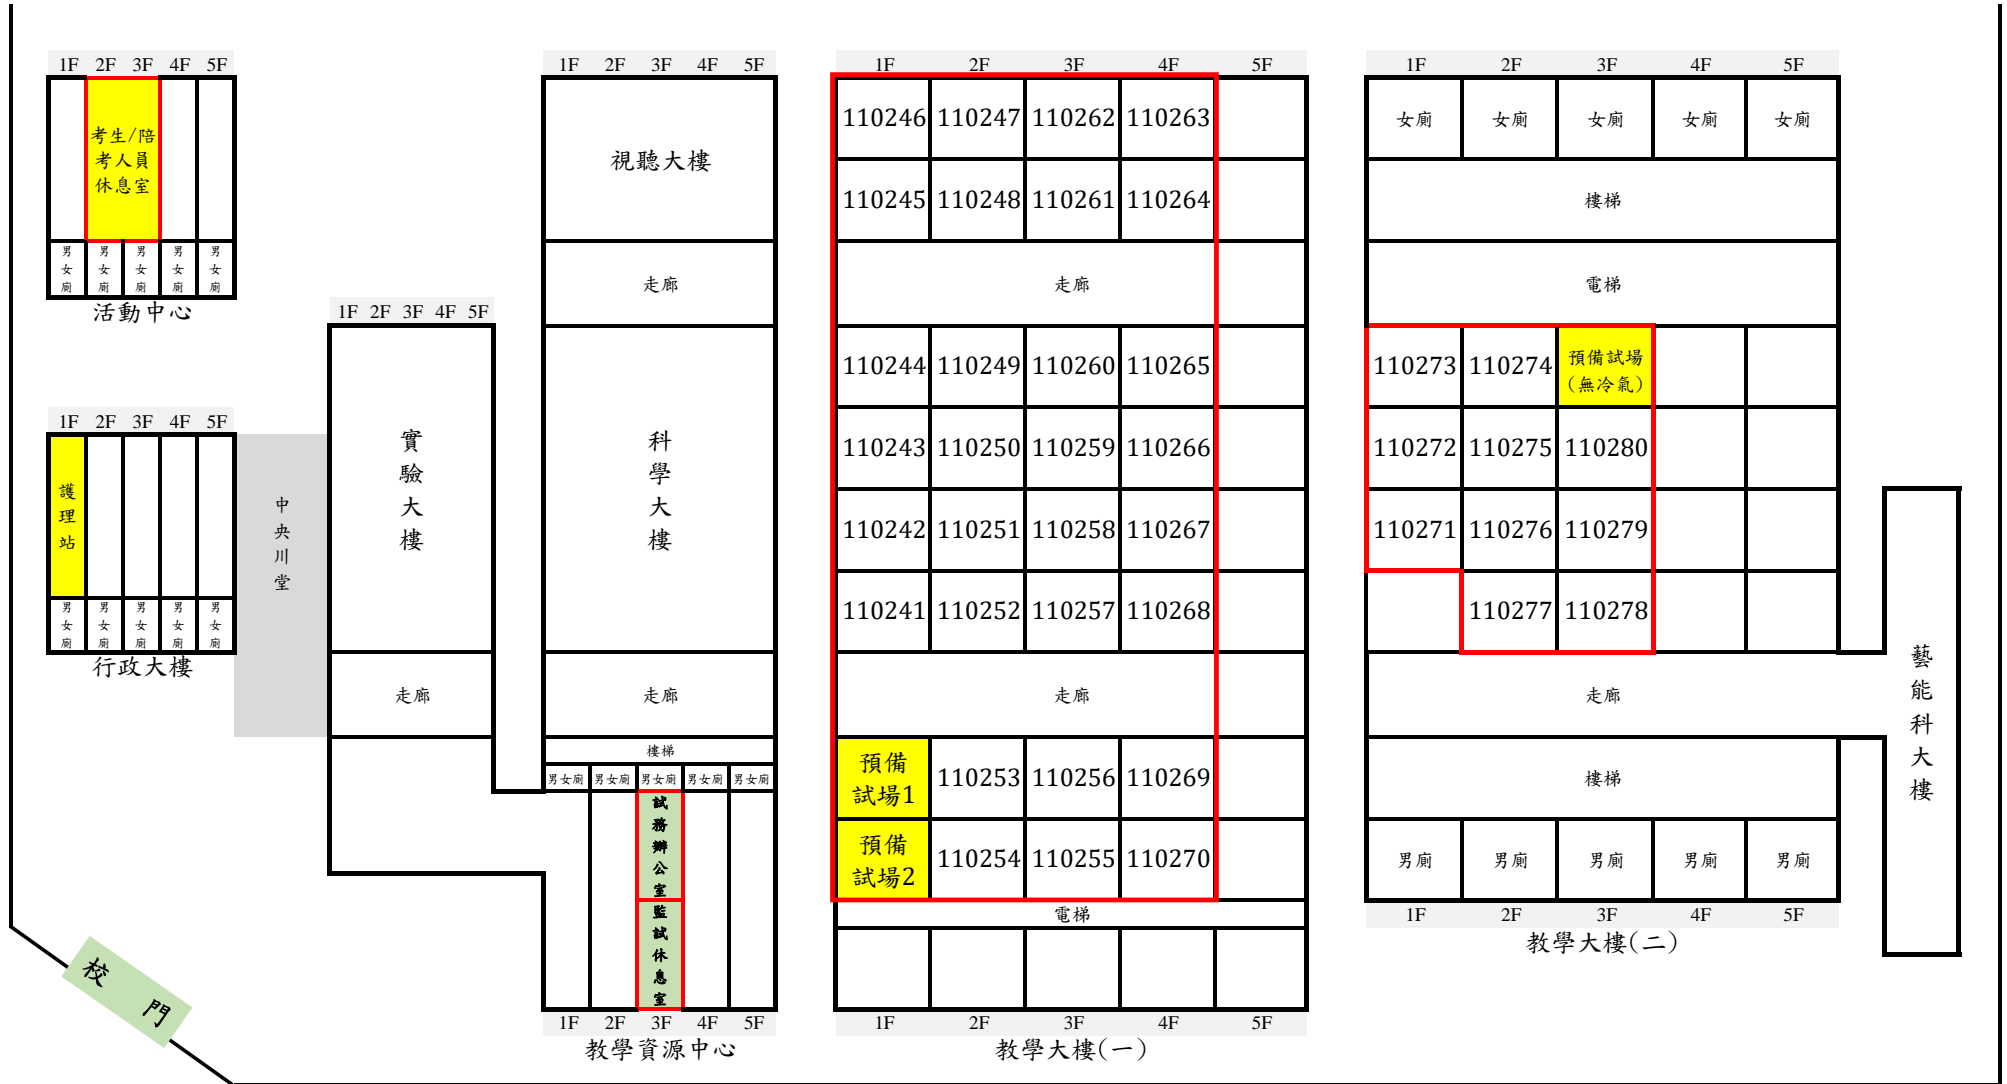 1F 2F 3F 4F 5F
考生/陪
考人員
休息室
男女廁 男女廁 男女廁 男女廁 男女廁
活動中心
1F 2F 3F 4F 5F
護理站
男女廁 男女廁 男女廁 男女廁 男女廁
行政大樓
中央川堂
1F 2F 3F 4F 5F
實驗大樓
走廊
1F 2F 3F 4F 5F
視聽大樓
走廊
科學大樓
走廊
樓梯
男女廁 男女廁 男女廁 男女廁 男女廁
試務辦公室
監試休息室
1F 2F 3F 4F 5F
教學資源中心
1F 2F 3F 4F 5F
110246 110247 110262 110263
110245 110248 110261 110264
走廊
110244 110249 110260 110265
110243 110250 110259 110266
110242 110251 110258 110267
110241 110252 110257 110268
走廊
預備
試場1
110253 110256 110269
預備
試場2
110254 110255 110270
電梯
1F 2F 3F 4F 5F
教學大樓(一)
1F 2F 3F 4F 5F
女廁 女廁 女廁 女廁 女廁
樓梯
電梯
110273 110274
預備試場
(無冷氣)
110272 110275 110280
110271 110276 110279
110277 110278
走廊
樓梯
男廁 男廁 男廁 男廁 男廁
1F 2F 3F 4F 5F
教學大樓(二)
藝能科大樓
校門